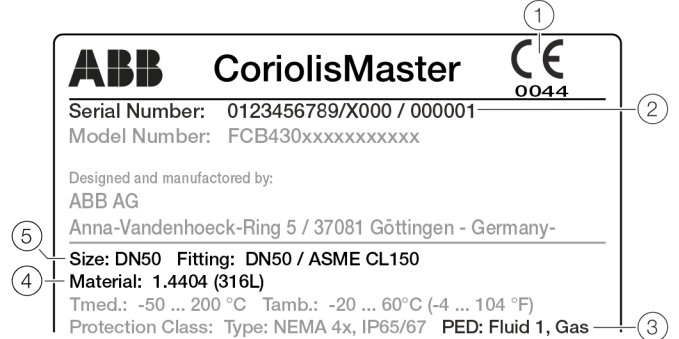 1
ABB CoriolisMaster CE
0044
Serial Number: 0123456789/X000 / 000001 2
Model Number: FCB430xxxxxxxxxxx
Designed and manufactored by:
ABB AG
Anna-Vandenhoeck-Ring 5 / 37081 Göttingen - Germany-
5 Size: DN50 Fitting: DN50 / ASME CL150
4 Material: 1.4404 (316L)
Tmed.: -50 ... 200 °C Tamb.: -20 ... 60°C (-4 ... 104 °F)
Protection Class: Type: NEMA 4x, IP65/67 PED: Fluid 1, Gas 3